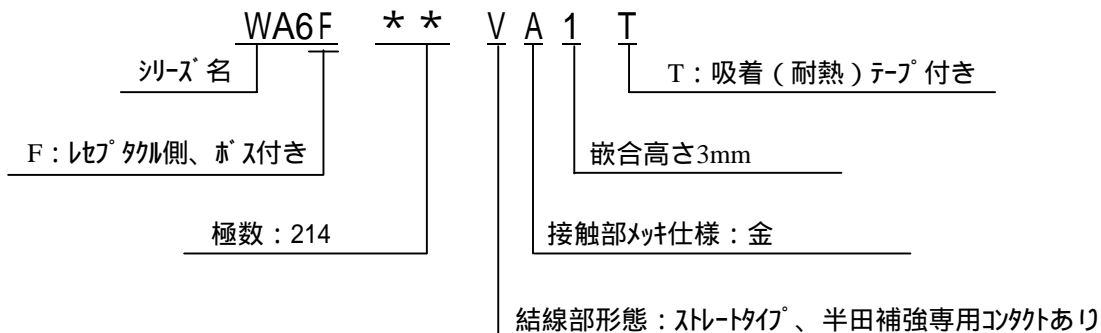 WA6F ** V A 1 T
ｼﾘｰｽﾞ名
T：吸着（耐熱）ﾃｰﾌﾟ付き
F：ﾚｾﾌﾟﾀｸﾙ側、ﾎﾞｽ付き
嵌合高さ3mm
極数：214
接触部ﾒｯｷ仕様：金
結線部形態：ｽﾄﾚｰﾄﾀｲﾌﾟ、半田補強専用ｺﾝﾀｸﾄあり